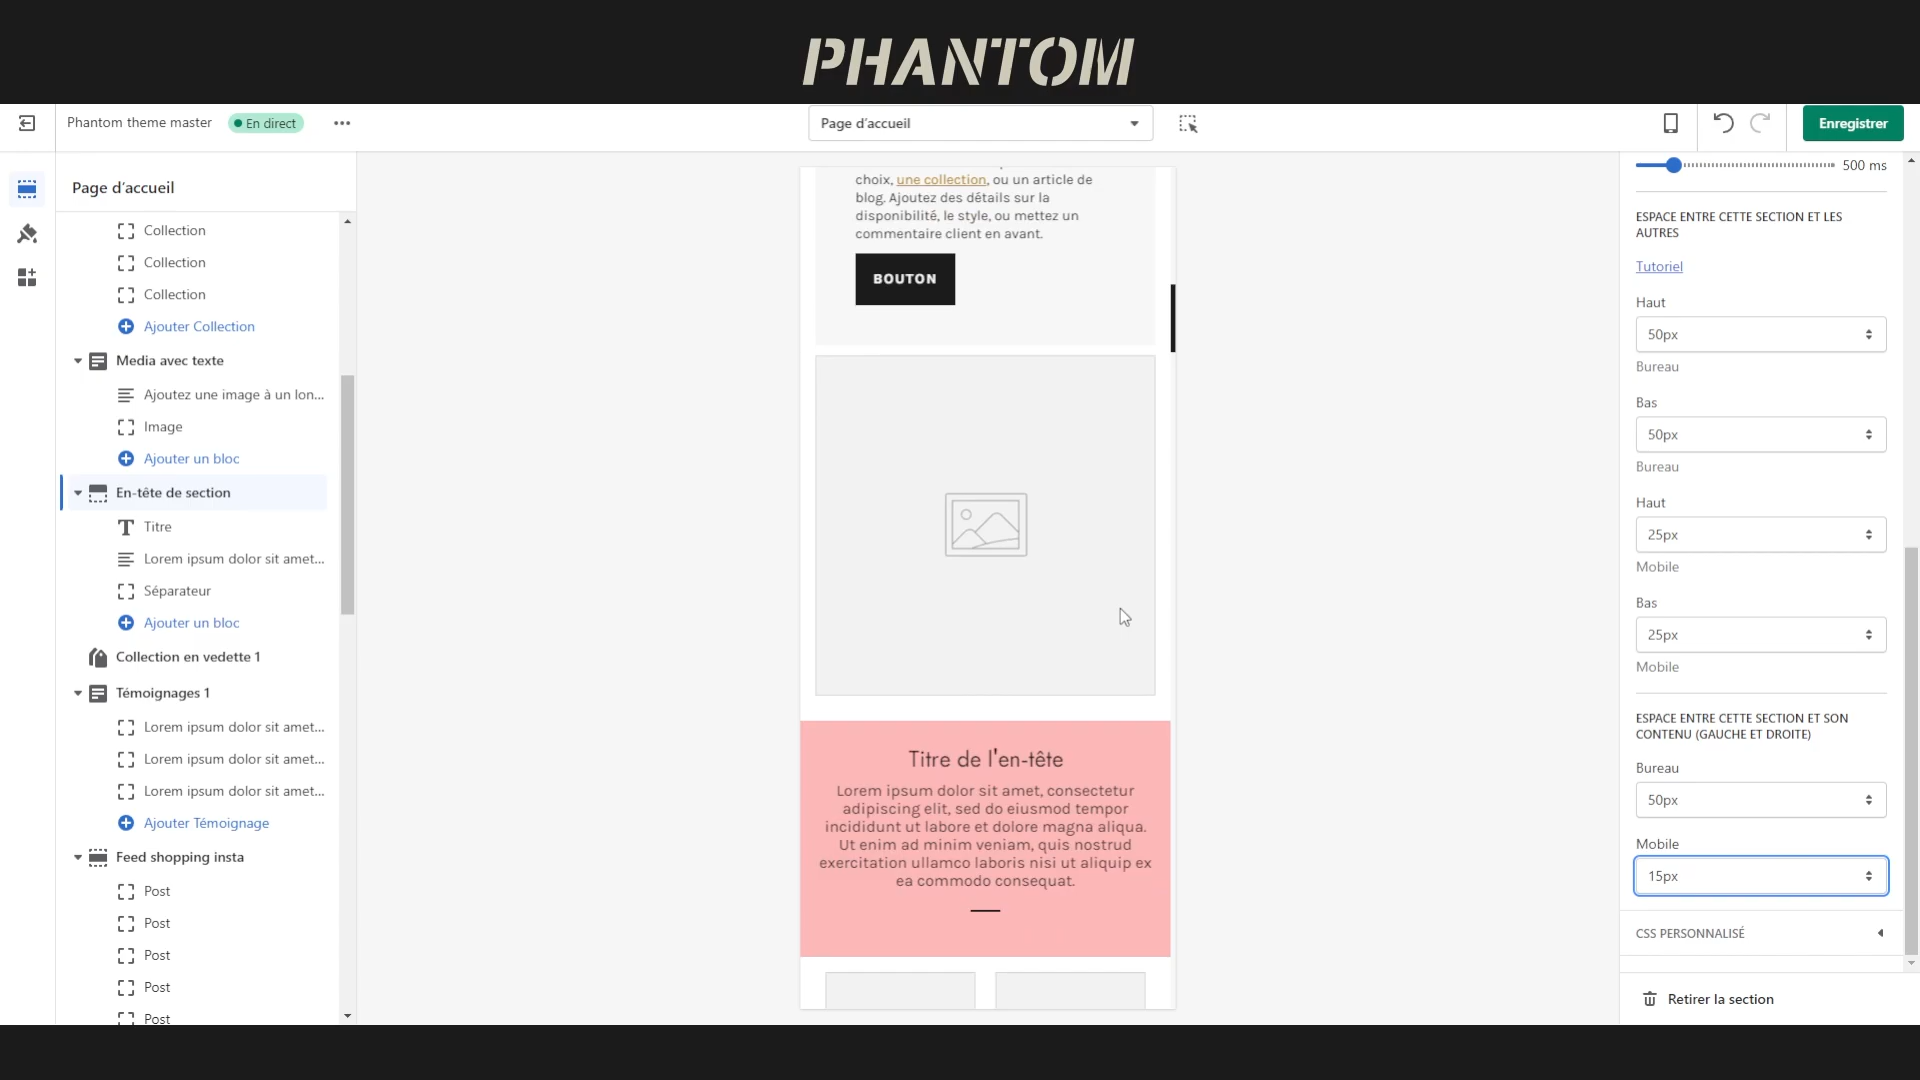 PHANTOM
Phantom theme master
En direct
Page d'accueil
Enregistrer
Page d'accueil
Collection
Collection
Collection
Ajouter Collection
Media avec texte
Ajoutez une image à un lon...
Image
Ajouter un bloc
En-tête de section
Titre
Lorem ipsum dolor sit amet...
Séparateur
Ajouter un bloc
Collection en vedette 1
Témoignages 1
Lorem ipsum dolor sit amet...
Lorem ipsum dolor sit amet...
Lorem ipsum dolor sit amet...
Ajouter Témoignage
Feed shopping insta
Post
Post
Post
Post
Post
choix, une collection, ou un article de
blog. Ajoutez des détails sur la
disponibilité, le style, ou mettez un
commentaire client en avant.
BOUTON
Titre de l'en-tête
Lorem ipsum dolor sit amet, consectetur
adipiscing elit, sed do eiusmod tempor
incididunt ut labore et dolore magna aliqua.
Ut enim ad minim veniam, quis nostrud
exercitation ullamco laboris nisi ut aliquip ex
ea commodo consequat.
500 ms
ESPACE ENTRE CETTE SECTION ET LES
AUTRES
Tutoriel
Haut
50px
Bureau
Bas
50px
Bureau
Haut
25px
Mobile
Bas
25px
Mobile
ESPACE ENTRE CETTE SECTION ET SON
CONTENU (GAUCHE ET DROITE)
Bureau
50px
Mobile
15px
CSS PERSONNALISÉ
Retirer la section